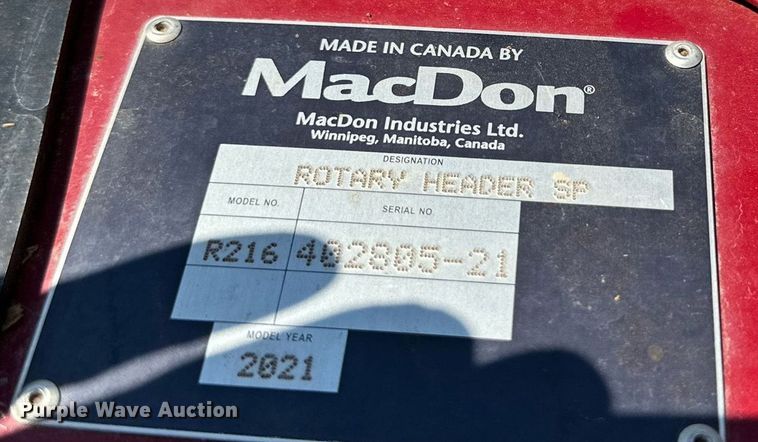 MADE IN CANADA BY
MacDon®
MacDon Industries Ltd.
Winnipeg, Manitoba, Canada
DESIGNATION
ROTARY HEADER SP
MODEL NO. SERIAL NO.
R216 402805-21
MODEL YEAR
2021
Purple Wave Auction